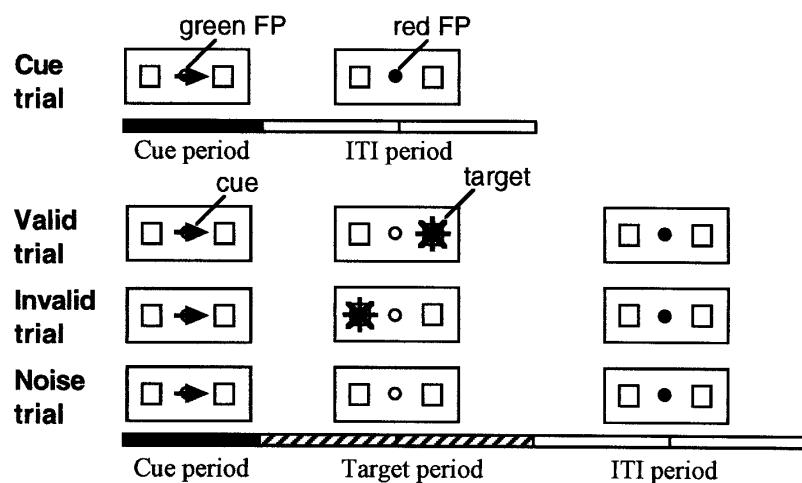 green FP
red FP
Cue
trial
Cue period
ITI period
cue
target
Valid
trial
Invalid
trial
Noise
trial
Cue period
Target period
ITI period